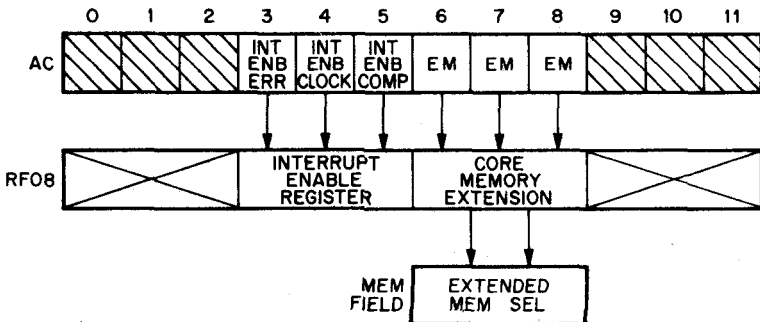 0 1 2 3 4 5 6 7 8 9 10 11
AC
INT ENB ERR
INT ENB CLOCK
INT ENB COMP
EM
EM
EM
RF08
INTERRUPT
ENABLE
REGISTER
CORE
MEMORY
EXTENSION
MEM
FIELD
EXTENDED
MEM SEL